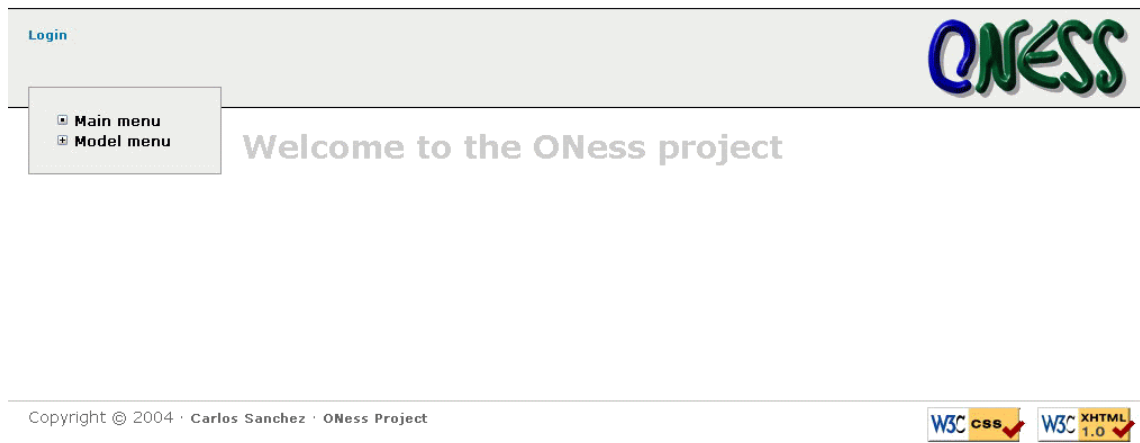 Login
ONESS
Main menu
Model menu
Welcome to the ONess project
Copyright © 2004 · Carlos Sanchez · ONess Project
W3C css
W3C XHTML 1.0